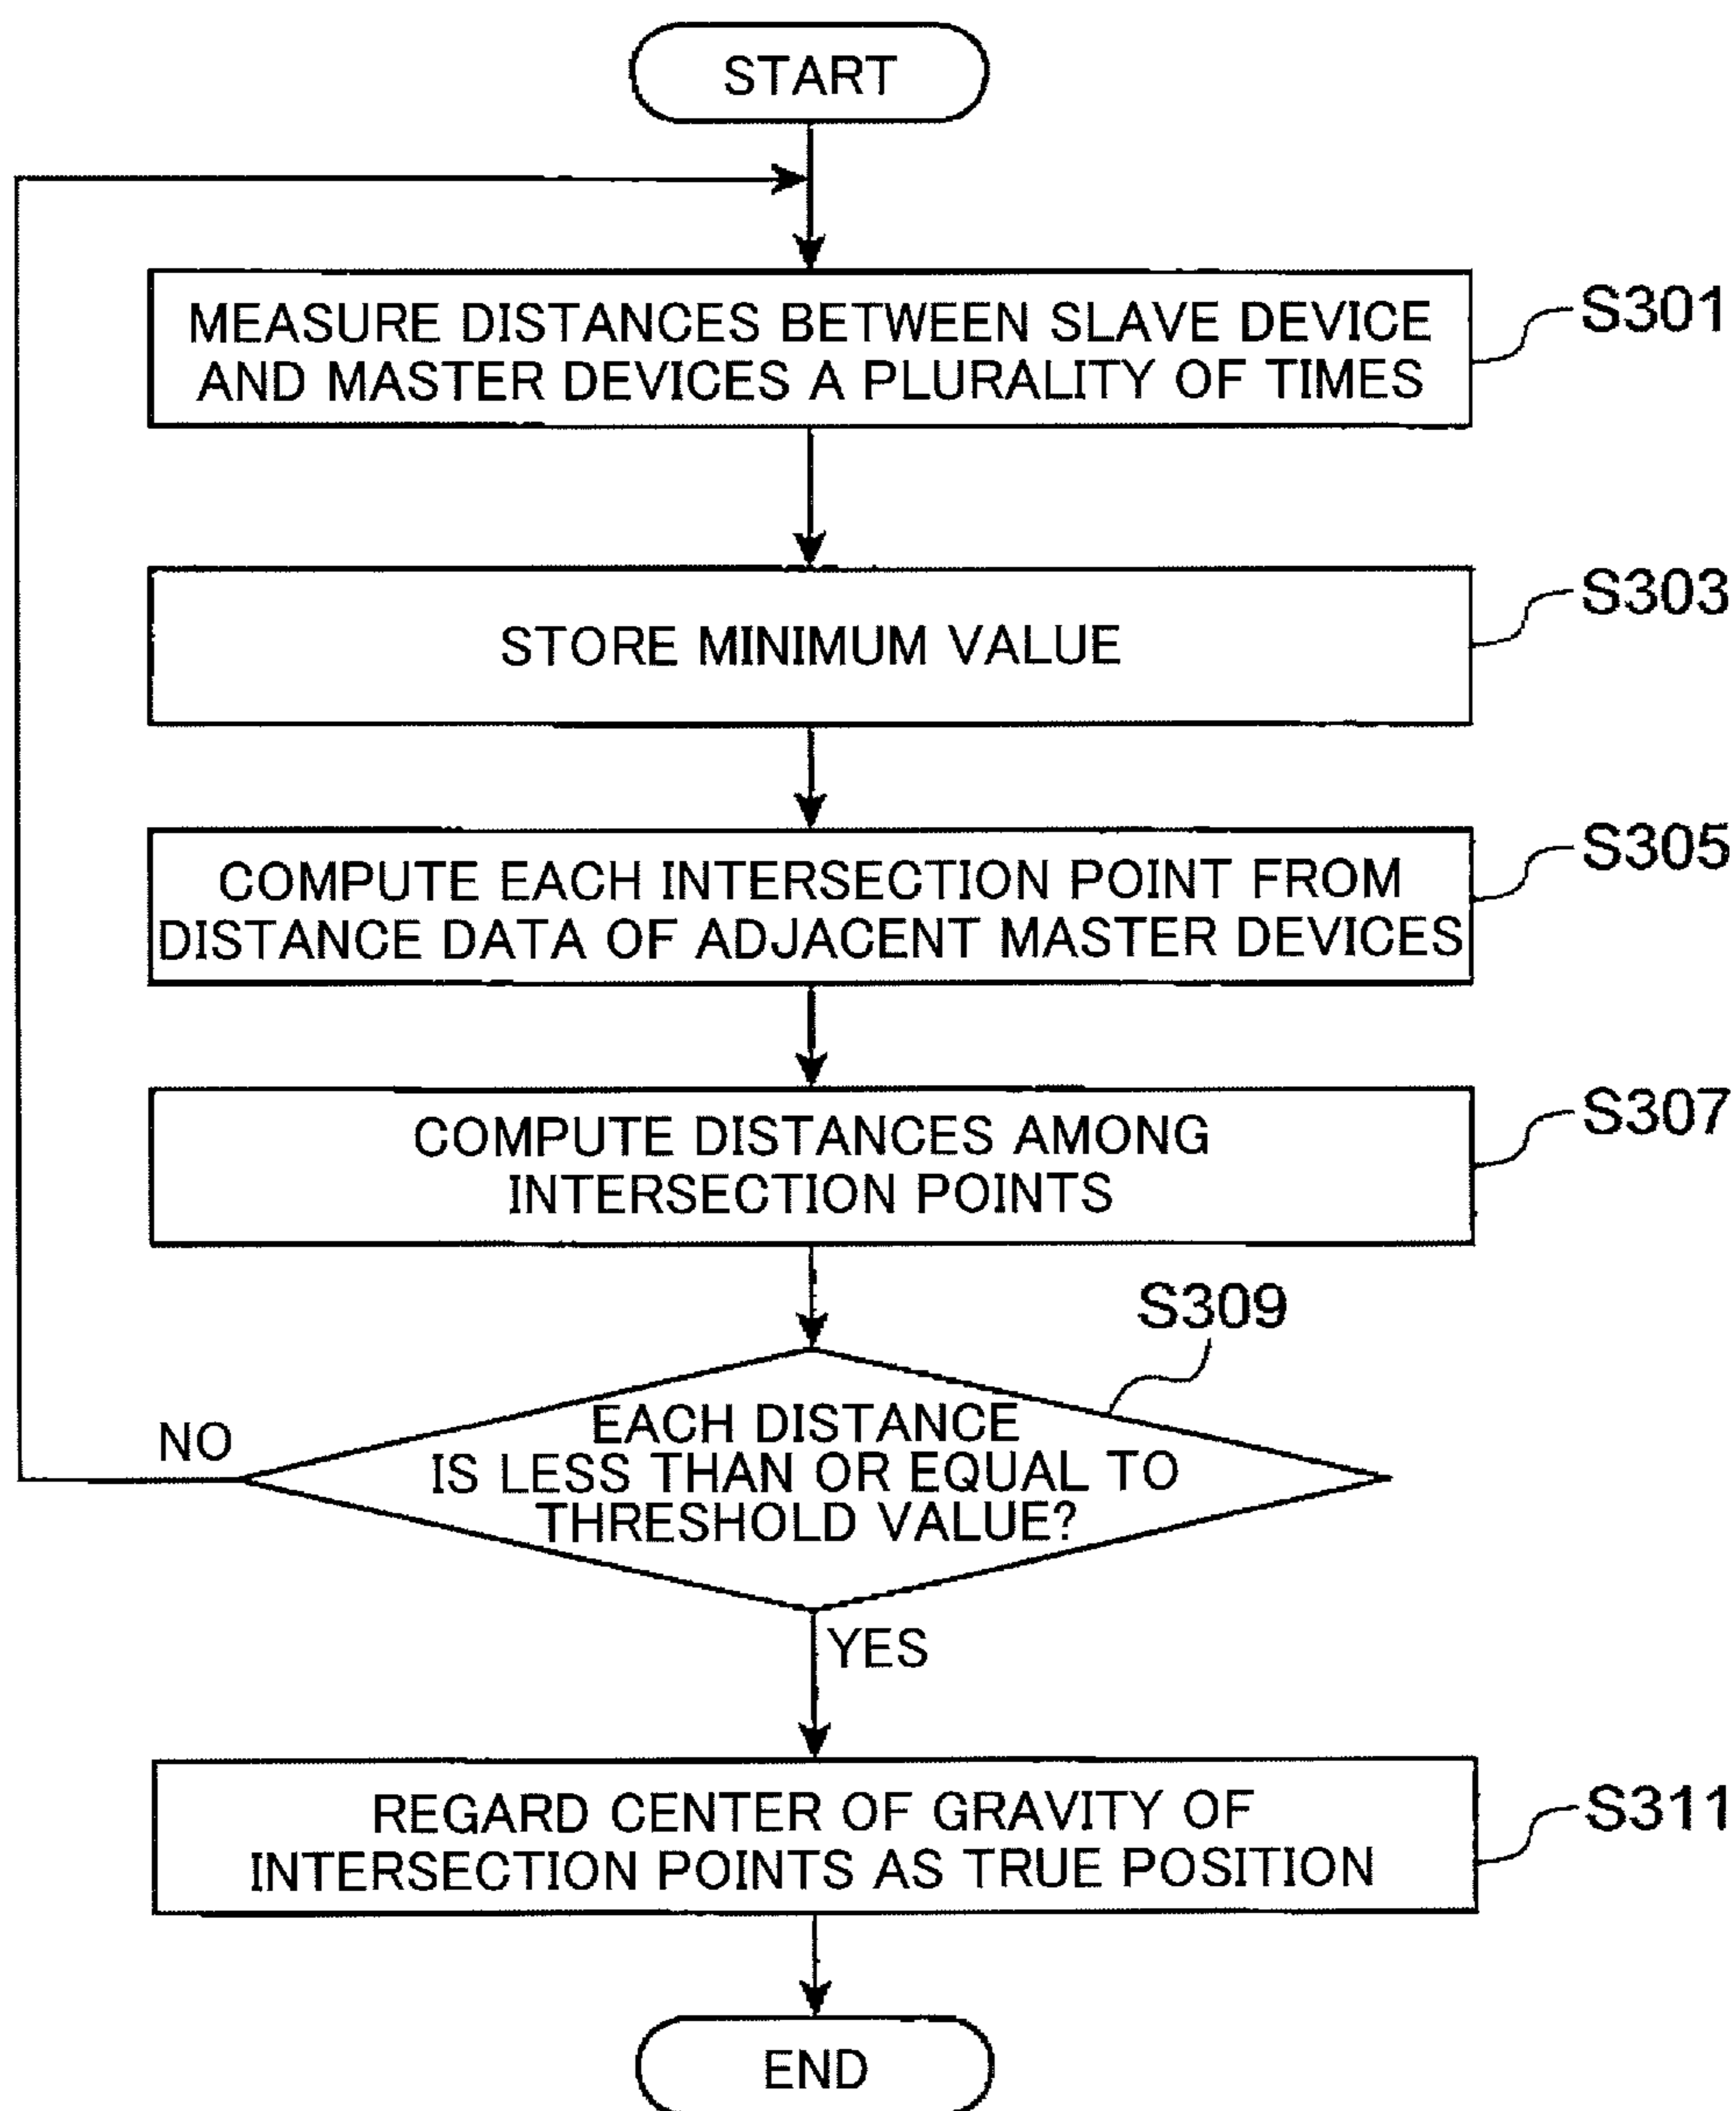 START
MEASURE DISTANCES BETWEEN SLAVE DEVICE
AND MASTER DEVICES A PLURALITY OF TIMES
S301
STORE MINIMUM VALUE
S303
COMPUTE EACH INTERSECTION POINT FROM
DISTANCE DATA OF ADJACENT MASTER DEVICES
S305
COMPUTE DISTANCES AMONG
INTERSECTION POINTS
S307
S309
EACH DISTANCE
IS LESS THAN OR EQUAL TO
THRESHOLD VALUE?
NO
YES
REGARD CENTER OF GRAVITY OF
INTERSECTION POINTS AS TRUE POSITION
S311
END